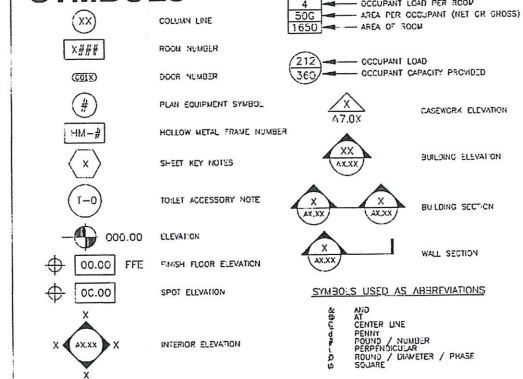 SYMBOLS
XX COLUMN LINE
X### ROOM NUMBER
DOOR NUMBER
# PLAN EQUIPMENT SYMBOL
HM-# HOLLOW METAL FRAME NUMBER
X SHEET KEY NOTES
T-0 TOILET ACCESSORY NOTE
000.00 ELEVATION
00.00 FFE FINISH FLOOR ELEVATION
00.00 SPOT ELEVATION
X
X AX.XX X INTERIOR ELEVATION
X
4 OCCUPANT LOAD PER ROOM
50G AREA PER OCCUPANT (NET OR GROSS)
1650 AREA OF ROOM
212 OCCUPANT LOAD
360 OCCUPANT CAPACITY PROVIDED
X
A7.0X CASEWORK ELEVATION
XX
AX.XX BUILDING ELEVATION
X X
AX.XX AX.XX BUILDING SECTION
X
AX.XX WALL SECTION
SYMBOLS USED AS ABBREVIATIONS
& AND
@ AT
CENTER LINE
d PENNY
# POUND / NUMBER
PERPENDICULAR
ROUND / DIAMETER / PHASE
SQUARE